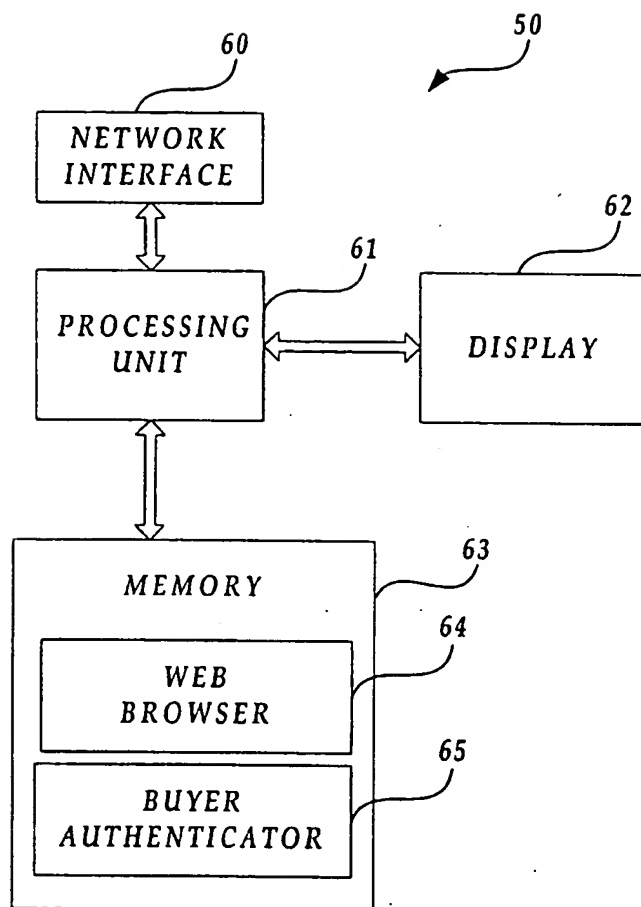 50
60
NETWORK
INTERFACE
62
61
PROCESSING
UNIT
DISPLAY
63
MEMORY
64
WEB
BROWSER
65
BUYER
AUTHENTICATOR